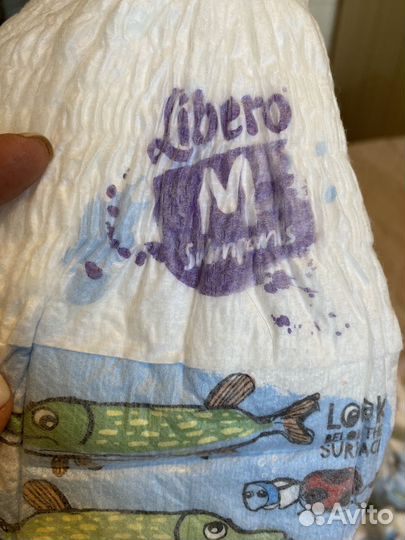 Libero
M
Swimpants
LOOK
BELOW THE
SURFACE
Avito